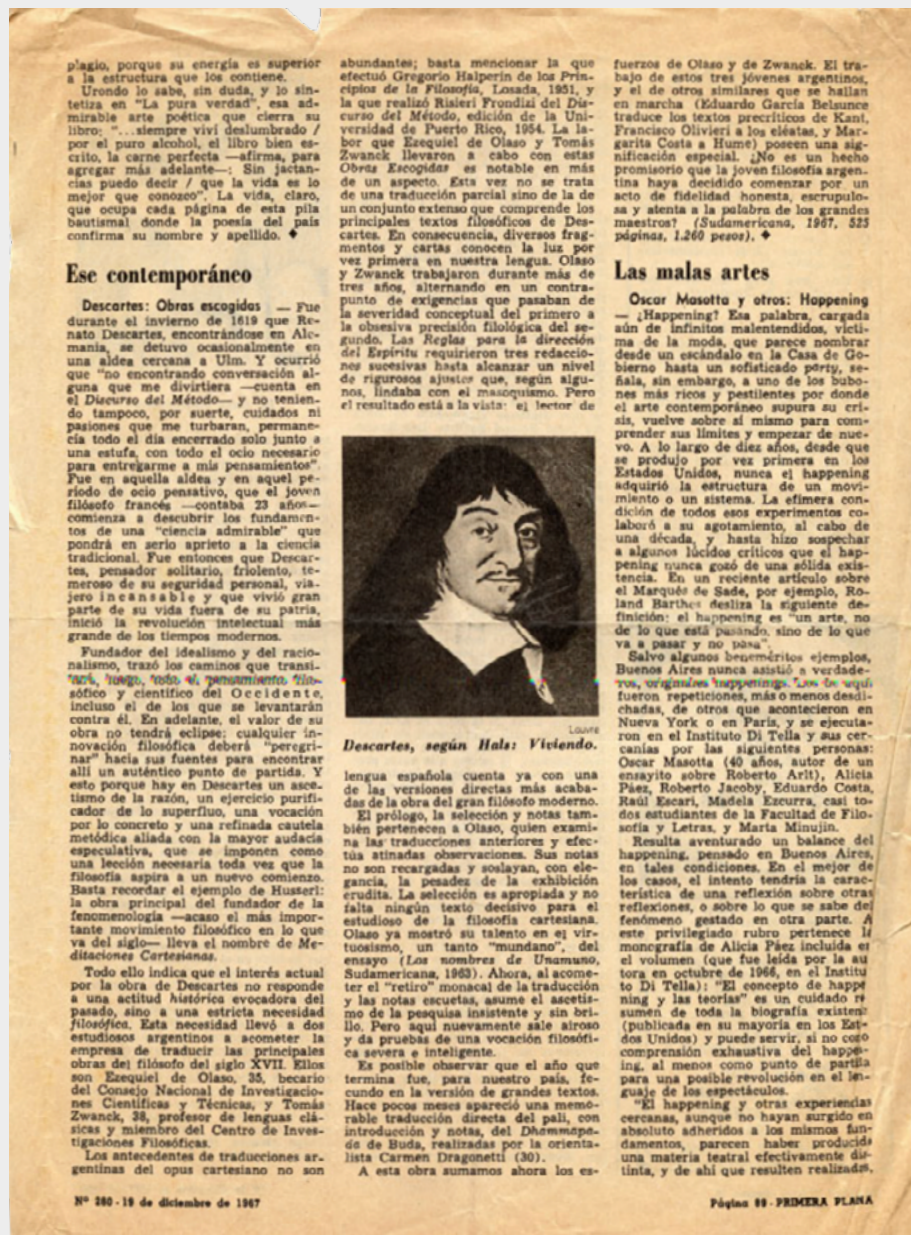 plagio, porque su energía es superior
a la estructura que los contiene.
Urondo lo sabe, sin duda, y lo sin-
tetiza en "La pura verdad", esa ad-
mirable arte poética que cierra su
libro: "...siempre viví deslumbrado /
por el puro alcohol, el libro bien es-
crito, la carne perfecta —afirma, para
agregar más adelante—: Sin jactan-
cias puedo decir / que la vida es lo
mejor que conozco". La vida, claro,
que ocupa cada página de esta pila
bautismal donde la poesía del país
confirma su nombre y apellido. ♦
Ese contemporáneo
Descartes: Obras escogidas — Fue
durante el invierno de 1619 que Re-
nato Descartes, encontrándose en Ale-
mania, se detuvo ocasionalmente en
una aldea cercana a Ulm. Y ocurrió
que "no encontrando conversación al-
guna que me divirtiera —cuenta en
el Discurso del Método— y no tenien-
do tampoco, por suerte, cuidados ni
pasiones que me turbaran, permane-
cía todo el día encerrado solo junto a
una estufa, con todo el ocio necesario
para entregarme a mis pensamientos".
Fue en aquella aldea y en aquel pe-
ríodo de ocio pensativo, que el joven
filósofo francés —contaba 23 años—
comienza a descubrir los fundamen-
tos de una "ciencia admirable" que
pondrá en serio aprieto a la ciencia
tradicional. Fue entonces que Descar-
tes, pensador solitario, friolento, te-
meroso de su seguridad personal, via-
jero incansable y que vivió gran
parte de su vida fuera de su patria,
inició la revolución intelectual más
grande de los tiempos modernos.
Fundador del idealismo y del racio-
nalismo, trazó los caminos que transi-
tará, luego, todo el pensamiento filo-
sófico y científico del Occidente,
incluso el de los que se levantarán
contra él. En adelante, el valor de su
obra no tendrá eclipse: cualquier in-
novación filosófica deberá "peregri-
nar" hacia sus fuentes para encontrar
allí un auténtico punto de partida. Y
esto porque hay en Descartes un asce-
tismo de la razón, un ejercicio purifi-
cador de lo superfluo, una vocación
por lo concreto y una refinada cautela
metódica aliada con la mayor audacia
especulativa, que se imponen como
una lección necesaria toda vez que la
filosofía aspira a un nuevo comienzo.
Basta recordar el ejemplo de Husserl:
la obra principal del fundador de la
fenomenología —acaso el más impor-
tante movimiento filosófico en lo que
va del siglo— lleva el nombre de Me-
ditaciones Cartesianas.
Todo ello indica que el interés actual
por la obra de Descartes no responde
a una actitud histórica evocadora del
pasado, sino a una estricta necesidad
filosófica. Esta necesidad llevó a dos
estudiosos argentinos a acometer la
empresa de traducir las principales
obras del filósofo del siglo XVII. Ellos
son Ezequiel de Olaso, 35, becario
del Consejo Nacional de Investigacio-
nes Científicas y Técnicas, y Tomás
Zwanck, 38, profesor de lenguas clá-
sicas y miembro del Centro de Inves-
tigaciones Filosóficas.
Los antecedentes de traducciones ar-
gentinas del opus cartesiano no son
abundantes; basta mencionar la que
efectuó Gregorio Halperin de los Prin-
cipios de la Filosofía, Losada, 1951, y
la que realizó Risieri Frondizi del Dis-
curso del Método, edición de la Uni-
versidad de Puerto Rico, 1954. La la-
bor que Ezequiel de Olaso y Tomás
Zwanck llevaron a cabo con estas
Obras Escogidas es notable en más
de un aspecto. Esta vez no se trata
de una traducción parcial sino de la de
un conjunto extenso que comprende los
principales textos filosóficos de Des-
cartes. En consecuencia, diversos frag-
mentos y cartas conocen la luz por
vez primera en nuestra lengua. Olaso
y Zwanck trabajaron durante más de
tres años, alternando en un contra-
punto de exigencias que pasaban de
la severidad conceptual del primero a
la obsesiva precisión filológica del se-
gundo. Las Reglas para la dirección
del Espíritu requirieron tres redaccio-
nes sucesivas hasta alcanzar un nivel
de rigurosos ajustes que, según algu-
nos, lindaba con el masoquismo. Pero
el resultado está a la vista: el lector de
Louvre
Descartes, según Hals: Viviendo.
lengua española cuenta ya con una
de las versiones directas más acaba-
das de la obra del gran filósofo moderno.
El prólogo, la selección y notas tam-
bién pertenecen a Olaso, quien exami-
na las traducciones anteriores y efec-
túa atinadas observaciones. Sus notas
no son recargadas y soslayan, con ele-
gancia, la pesadez de la exhibición
erudita. La selección es apropiada y no
falta ningún texto decisivo para el
estudioso de la filosofía cartesiana.
Olaso ya mostró su talento en el vir-
tuosismo, un tanto "mundano", del
ensayo (Los nombres de Unamuno,
Sudamericana, 1963). Ahora, al acome-
ter el "retiro" monacal de la traducción
y las notas escuetas, asume el ascetis-
mo de la pesquisa insistente y sin bri-
llo. Pero aquí nuevamente sale airoso
y da pruebas de una vocación filosófi-
ca severa e inteligente.
Es posible observar que el año que
termina fue, para nuestro país, fe-
cundo en la versión de grandes textos.
Hace pocos meses apareció una memo-
rable traducción directa del pali, con
introducción y notas, del Dhammapa-
da de Buda, realizadas por la orienta-
lista Carmen Dragonetti (30).
A esta obra sumamos ahora los es-
fuerzos de Olaso y de Zwanck. El tra-
bajo de estos tres jóvenes argentinos,
y el de otros similares que se hallan
en marcha (Eduardo García Belsunce
traduce los textos precríticos de Kant,
Francisco Olivieri a los eléatas, y Mar-
garita Costa a Hume) poseen una sig-
nificación especial. ¿No es un hecho
promisorio que la joven filosofía argen-
tina haya decidido comenzar por un
acto de fidelidad honesta, escrupulo-
sa y atenta a la palabra de los grandes
maestros? (Sudamericana, 1967, 525
páginas, 1.260 pesos). ♦
Las malas artes
Oscar Masotta y otros: Happening
— ¿Happening? Esa palabra, cargada
aún de infinitos malentendidos, vícti-
ma de la moda, que parece nombrar
desde un escándalo en la Casa de Go-
bierno hasta un sofisticado party, se-
ñala, sin embargo, a uno de los bubo-
nes más ricos y pestilentes por donde
el arte contemporáneo supura su cri-
sis, vuelve sobre sí mismo para com-
prender sus límites y empezar de nue-
vo. A lo largo de diez años, desde que
se produjo por vez primera en los
Estados Unidos, nunca el happening
adquirió la estructura de un movi-
miento o un sistema. La efímera con-
dición de todos esos experimentos co-
laboró a su agotamiento, al cabo de
una década, y hasta hizo sospechar
a algunos lúcidos críticos que el hap-
pening nunca gozó de una sólida exis-
tencia. En un reciente artículo sobre
el Marqués de Sade, por ejemplo, Ro-
land Barthes desliza la siguiente de-
finición: el happening es "un arte, no
de lo que está pasando, sino de lo que
va a pasar y no pasa".
Salvo algunos beneméritos ejemplos,
Buenos Aires nunca asistió a verdade-
ros, originales happenings. Los de aquí
fueron repeticiones, más o menos desdi-
chadas, de otros que acontecieron en
Nueva York o en París, y se ejecuta-
ron en el Instituto Di Tella y sus cer-
canías por las siguientes personas:
Oscar Masotta (40 años, autor de un
ensayito sobre Roberto Arlt), Alicia
Páez, Roberto Jacoby, Eduardo Costa,
Raúl Escari, Madela Ezcurra, casi to-
dos estudiantes de la Facultad de Filo-
sofía y Letras, y Marta Minujin.
Resulta aventurado un balance del
happening, pensado en Buenos Aires,
en tales condiciones. En el mejor de
los casos, el intento tendría la carac-
terística de una reflexión sobre otras
reflexiones, o sobre lo que se sabe del
fenómeno gestado en otra parte. A
este privilegiado rubro pertenece la
monografía de Alicia Páez incluida en
el volumen (que fue leída por la au
tora en octubre de 1966, en el Institu
to Di Tella): "El concepto de happe
ning y las teorías" es un cuidado re
sumen de toda la biografía existente
(publicada en su mayoría en los Est-
dos Unidos) y puede servir, si no como
comprensión exhaustiva del happen-
ing, al menos como punto de partida
para una posible revolución en el len-
guaje de los espectáculos.
"El happening y otras experiencias
cercanas, aunque no hayan surgido en
absoluto adheridos a los mismos fun-
damentos, parecen haber producido
una materia teatral efectivamente dis-
tinta, y de ahí que resulten realizadas,
Nº 260 - 19 de diciembre de 1967
Página 89 - PRIMERA PLANA